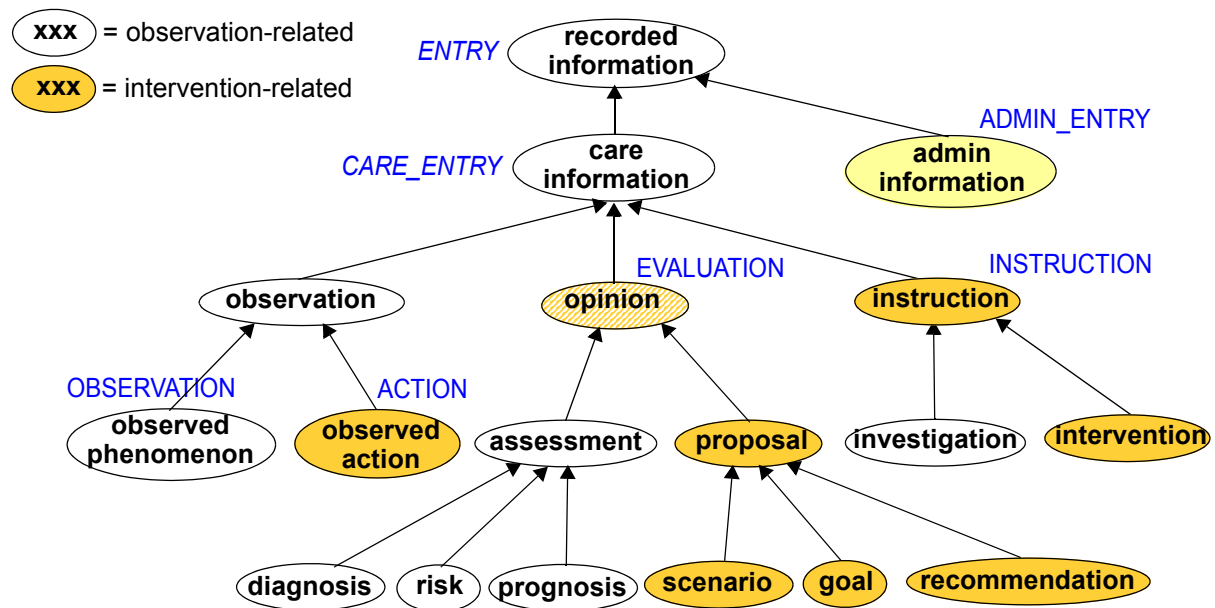 xxx = observation-related
xxx = intervention-related
ENTRY
recorded
information
ADMIN_ENTRY
CARE_ENTRY
care
information
admin
information
EVALUATION
INSTRUCTION
observation
opinion
instruction
OBSERVATION
ACTION
observed
phenomenon
observed
action
assessment
proposal
investigation
intervention
diagnosis
risk
prognosis
scenario
goal
recommendation